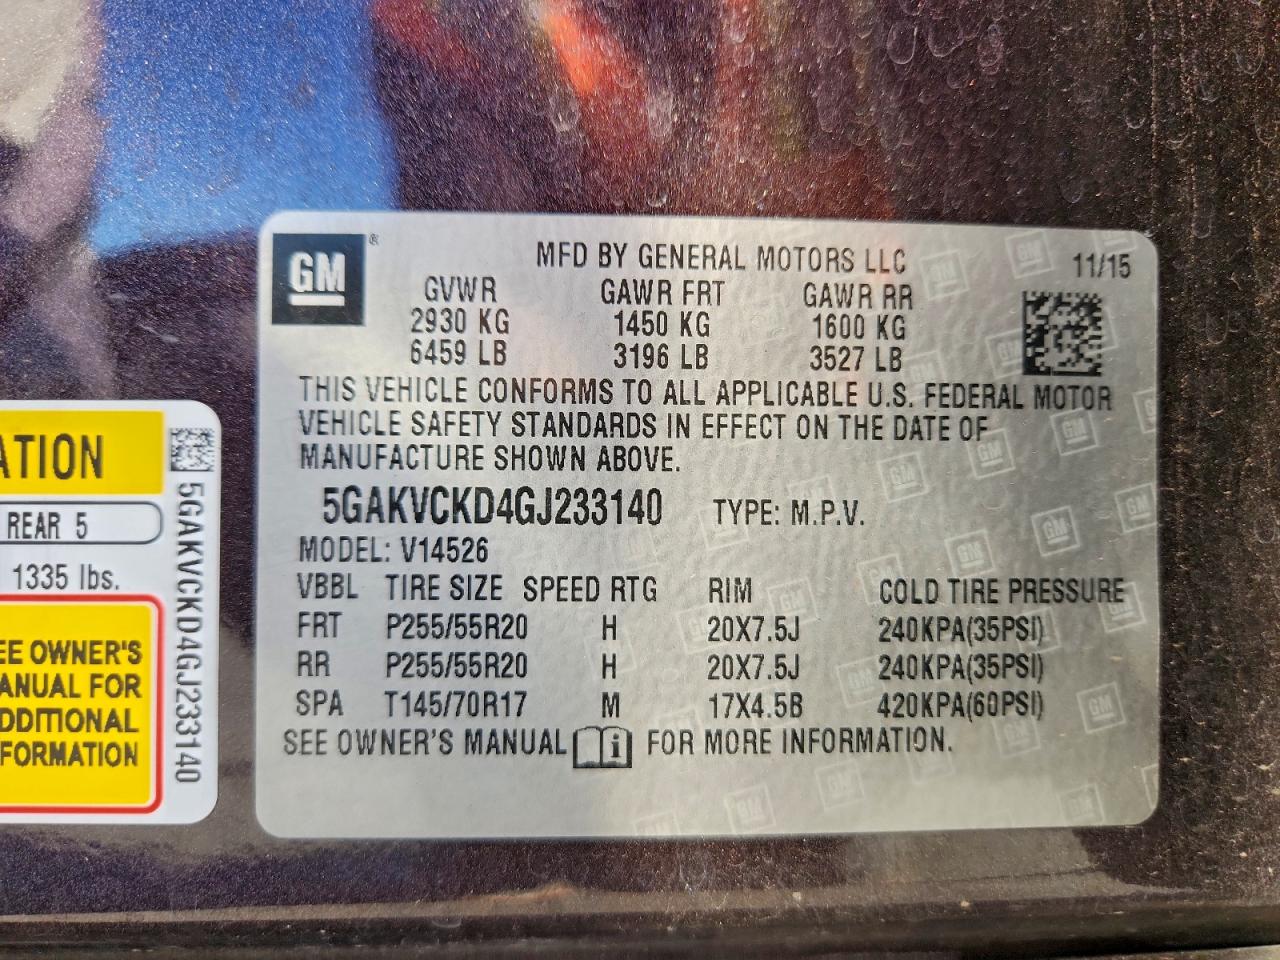 GM ®
MFD BY GENERAL MOTORS LLC
11/15
GVWR GAWR FRT GAWR RR
2930 KG 1450 KG 1600 KG
6459 LB 3196 LB 3527 LB
THIS VEHICLE CONFORMS TO ALL APPLICABLE U.S. FEDERAL MOTOR
VEHICLE SAFETY STANDARDS IN EFFECT ON THE DATE OF
MANUFACTURE SHOWN ABOVE.
5GAKVCKD4GJ233140 TYPE: M.P.V.
MODEL: V14526
VBBL TIRE SIZE SPEED RTG RIM COLD TIRE PRESSURE
FRT P255/55R20 H 20X7.5J 240KPA(35PSI)
RR P255/55R20 H 20X7.5J 240KPA(35PSI)
SPA T145/70R17 M 17X4.5B 420KPA(60PSI)
SEE OWNER'S MANUAL i FOR MORE INFORMATION.
ATION
REAR 5
1335 lbs.
EE OWNER'S
ANUAL FOR
DDITIONAL
FORMATION
5GAKVCKD4GJ233140